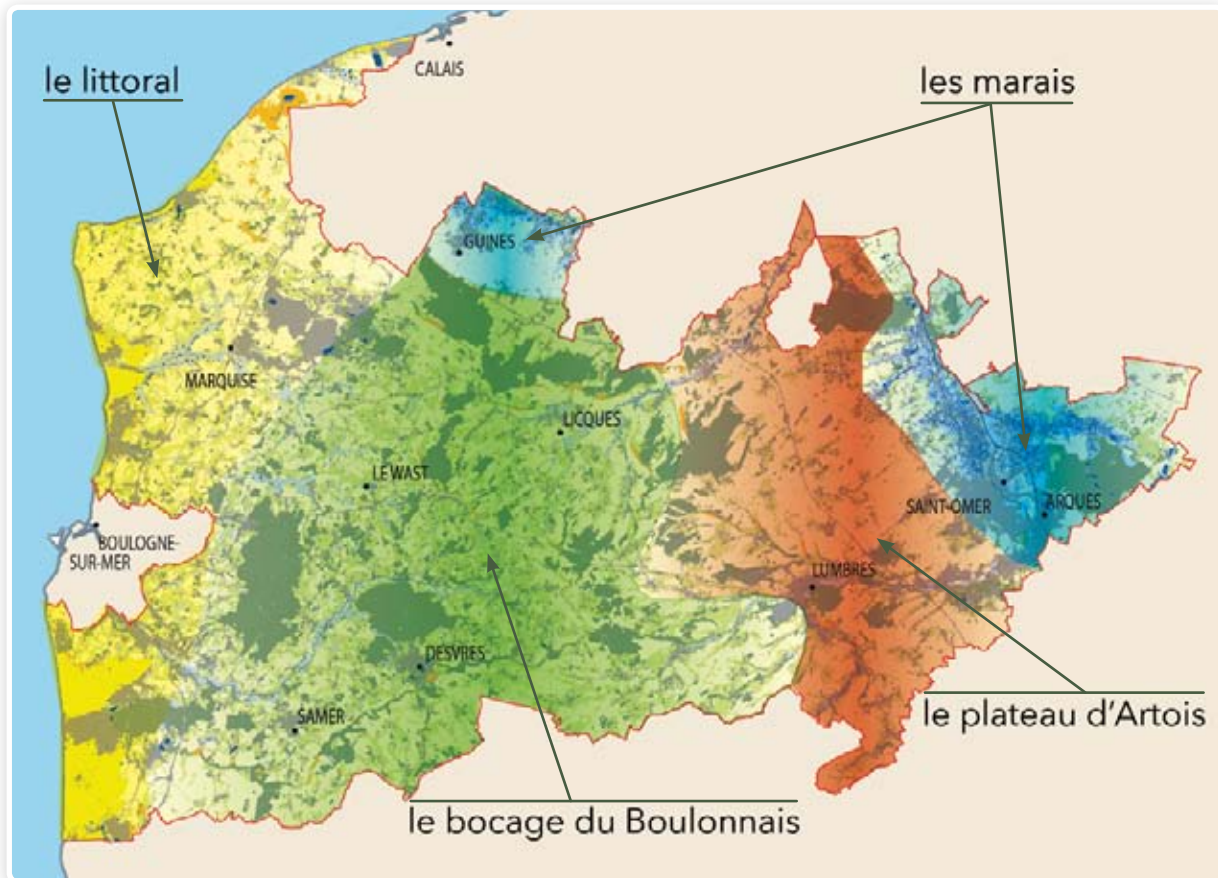 CALAIS
le littoral
les marais
GUINES
MARQUISE
LICQUES
LE WAST
SAINT-OMER
ARQUES
BOULOGNE-
SUR-MER
LUMBRES
DESVRES
SAMER
le plateau d'Artois
le bocage du Boulonnais